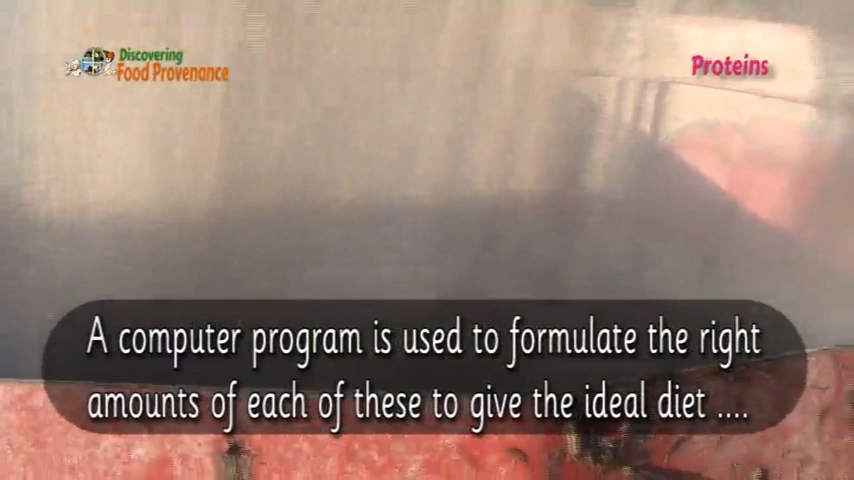 Discovering
Food Provenance
Proteins
A computer program is used to formulate the right
amounts of each of these to give the ideal diet ....